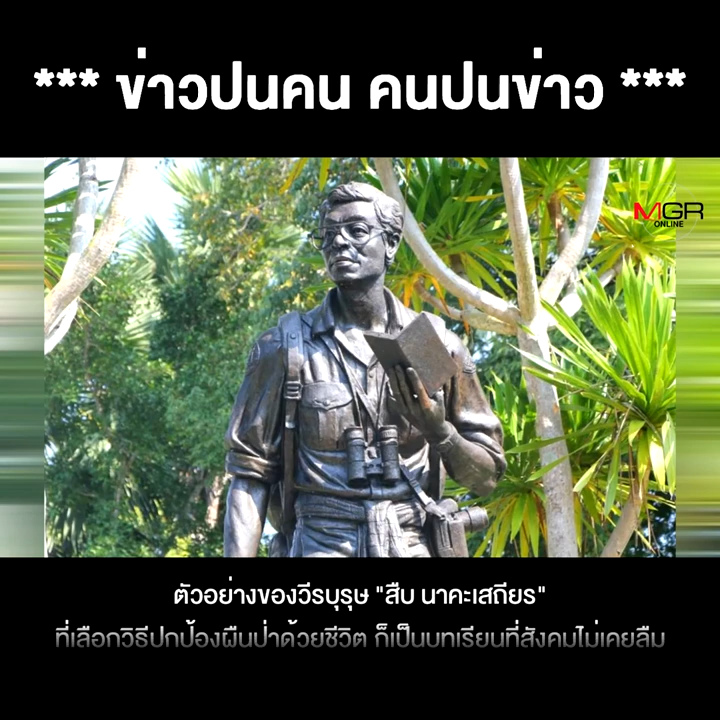 *** ข่าวปนคน คนปนข่าว ***
MGR
ONLINE
ตัวอย่างของวีรบุรุษ "สืบ นาคะเสถียร"
ที่เลือกวิธีปกป้องผืนป่าด้วยชีวิต ก็เป็นบทเรียนที่สังคมไม่เคยลืม